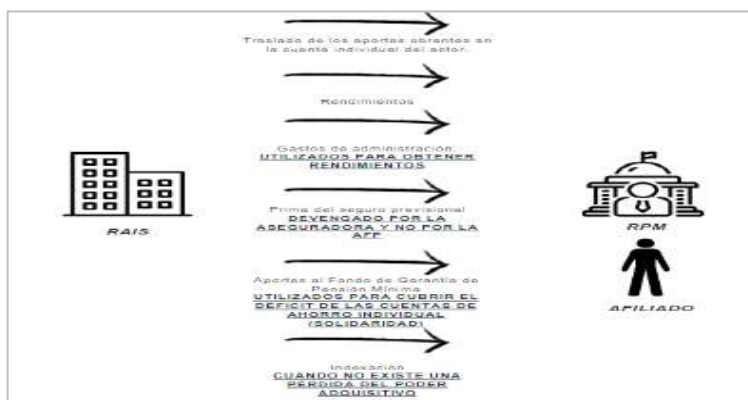 Traslado de los aportes obrantes en
la cuenta individual del actor.
Rendimientos
Gastos de administración.
UTILIZADOS PARA OBTENER
RENDIMIENTOS
RAIS
Prima del seguro previsional
DEVENGADO POR LA
ASEGURADORA Y NO POR LA
AFP
RPM
Aportes al Fondo de Garantía de
Pensión Mínima
UTILIZADOS PARA CUBRIR EL
DÉFICIT DE LAS CUENTAS DE
AHORRO INDIVIDUAL
(SOLIDARIDAD)
AFILIADO
Indexación
CUANDO NO EXISTE UNA
PÉRDIDA DEL PODER
ADQUISITIVO